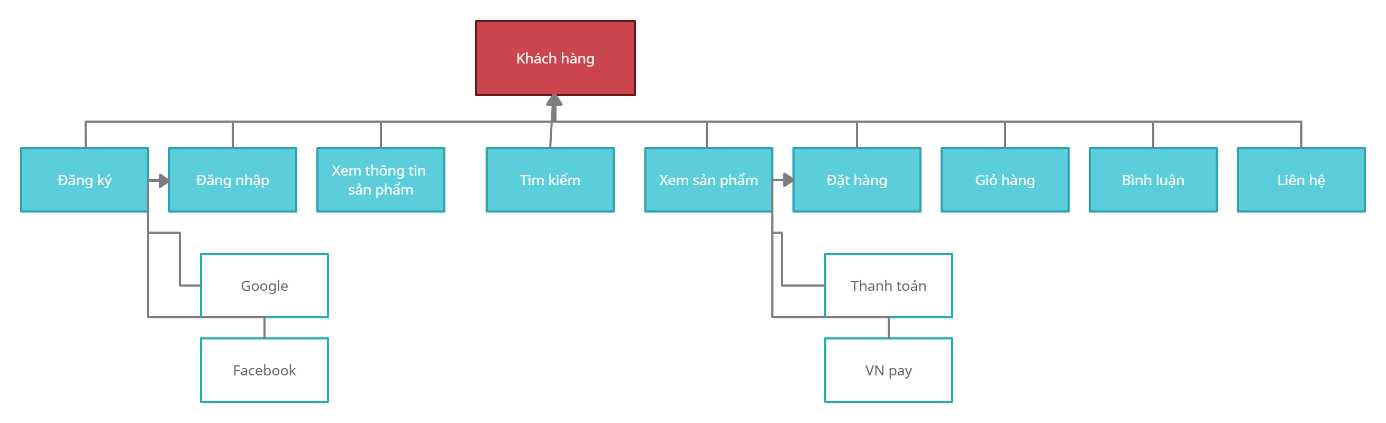 Khách hàng
Đăng ký
Đăng nhập
Xem thông tin
sản phẩm
Tìm kiếm
Xem sản phẩm
Đặt hàng
Giỏ hàng
Bình luận
Liên hệ
Google
Thanh toán
Facebook
VN pay